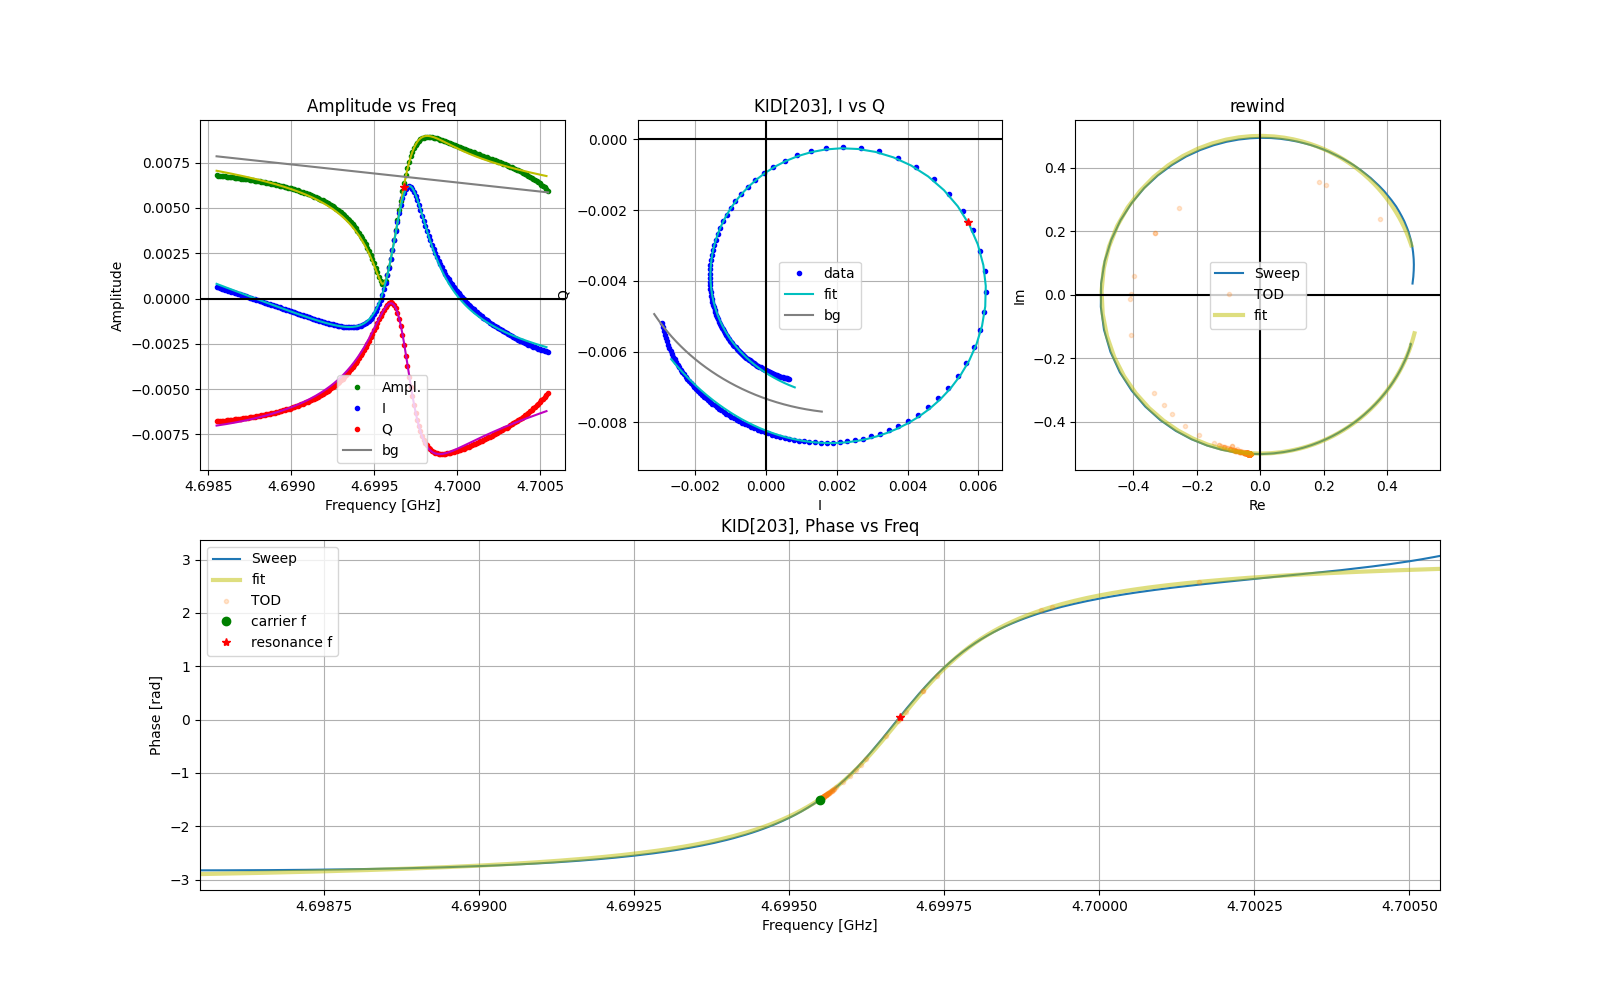 Amplitude vs Freq
KID[203], I vs Q
rewind
0.0075
0.0050
0.0025
0.0000
−0.0025
−0.0050
−0.0075
Amplitude
Ampl.
I
Q
bg
4.6985
4.6990
4.6995
4.7000
4.7005
Frequency [GHz]
0.000
−0.002
−0.004
−0.006
−0.008
Q
data
fit
bg
−0.002
0.000
0.002
0.004
0.006
I
0.4
0.2
0.0
−0.2
−0.4
Im
Sweep
TOD
fit
−0.4
−0.2
0.0
0.2
0.4
Re
KID[203], Phase vs Freq
3
2
1
0
−1
−2
−3
Phase [rad]
Sweep
fit
TOD
carrier f
resonance f
4.69875
4.69900
4.69925
4.69950
4.69975
4.70000
4.70025
4.70050
Frequency [GHz]